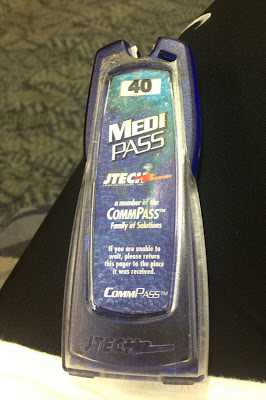 40
MEDI
PASS
JTECH
a member of the
COMMPASS™
Family of Solutions
If you are unable to
wait, please return
this pager to the place
it was received.
COMMPASS™
JTECH